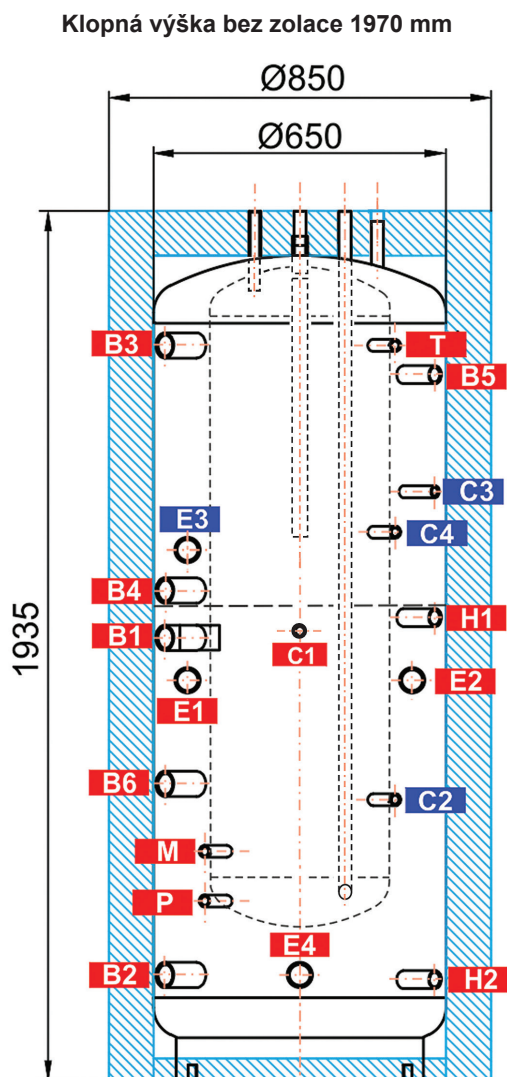 Klopná výška bez zolace 1970 mm
Ø850
Ø650
B3
T
B5
C3
E3
C4
B4
H1
B1
C1
1935
E1
E2
B6
C2
M
P
E4
B2
H2